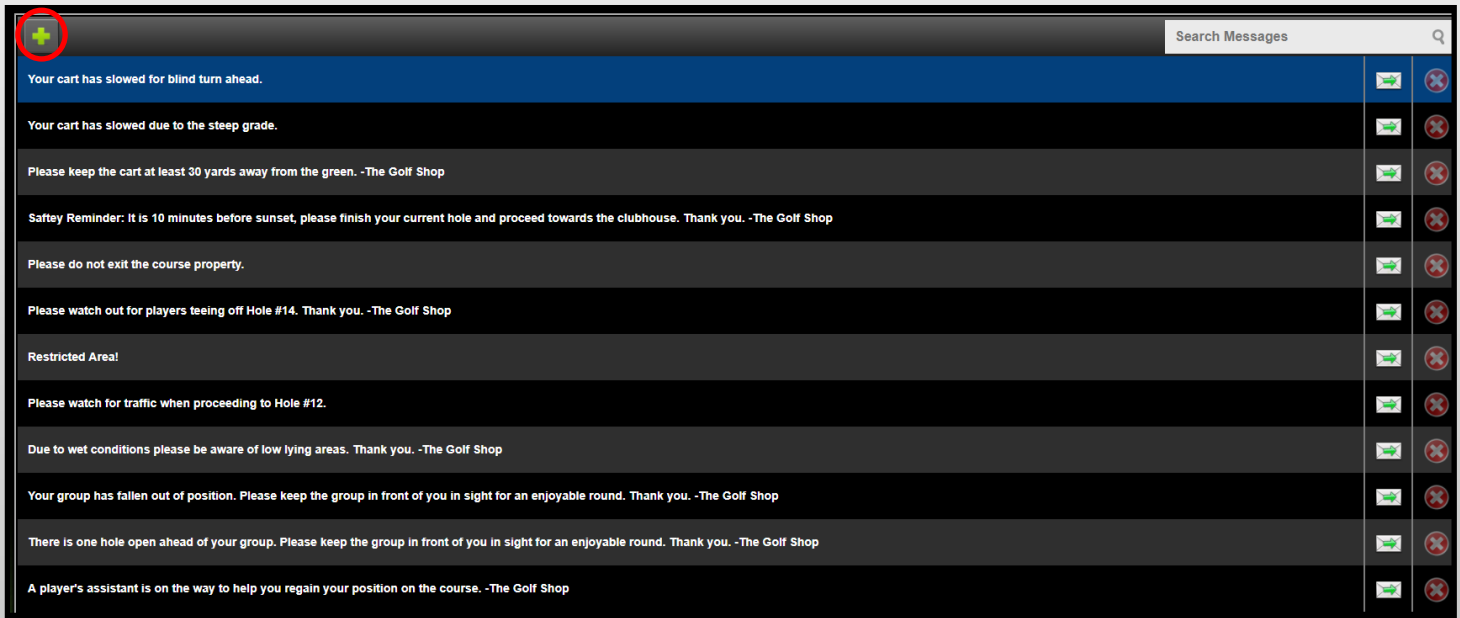 Search Messages
Your cart has slowed for blind turn ahead.
Your cart has slowed due to the steep grade.
Please keep the cart at least 30 yards away from the green. -The Golf Shop
Saftey Reminder: It is 10 minutes before sunset, please finish your current hole and proceed towards the clubhouse. Thank you. -The Golf Shop
Please do not exit the course property.
Please watch out for players teeing off Hole #14. Thank you. -The Golf Shop
Restricted Area!
Please watch for traffic when proceeding to Hole #12.
Due to wet conditions please be aware of low lying areas. Thank you. -The Golf Shop
Your group has fallen out of position. Please keep the group in front of you in sight for an enjoyable round. Thank you. -The Golf Shop
There is one hole open ahead of your group. Please keep the group in front of you in sight for an enjoyable round. Thank you. -The Golf Shop
A player's assistant is on the way to help you regain your position on the course. -The Golf Shop